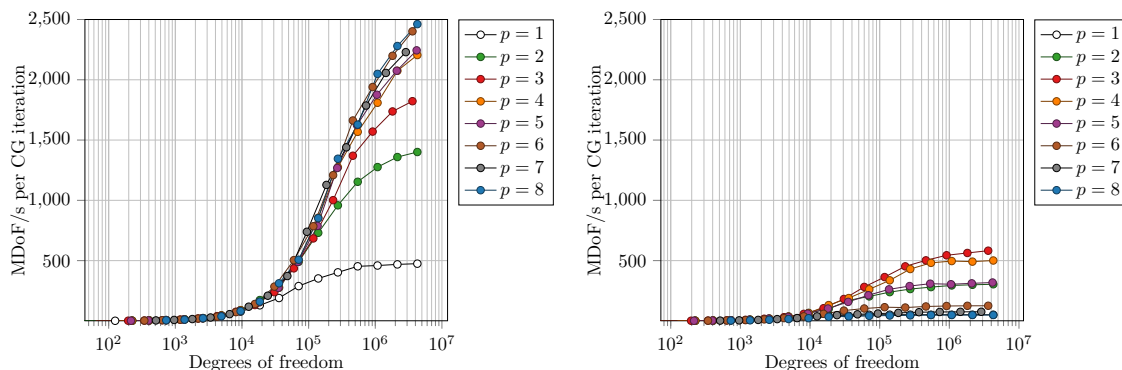 2,500
2,000
1,500
1,000
500
MDoF/s per CG iteration
10^2
10^3
10^4
10^5
10^6
10^7
Degrees of freedom
p = 1
p = 2
p = 3
p = 4
p = 5
p = 6
p = 7
p = 8
2,500
2,000
1,500
1,000
500
MDoF/s per CG iteration
10^2
10^3
10^4
10^5
10^6
10^7
Degrees of freedom
p = 1
p = 2
p = 3
p = 4
p = 5
p = 6
p = 7
p = 8